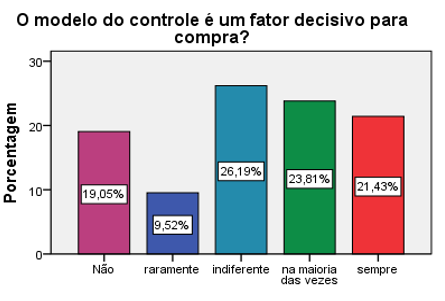 O modelo do controle é um fator decisivo para
compra?
Porcentagem
30
20
10
0
19,05%
9,52%
26,19%
23,81%
21,43%
Não
raramente
indiferente
na maioria
das vezes
sempre